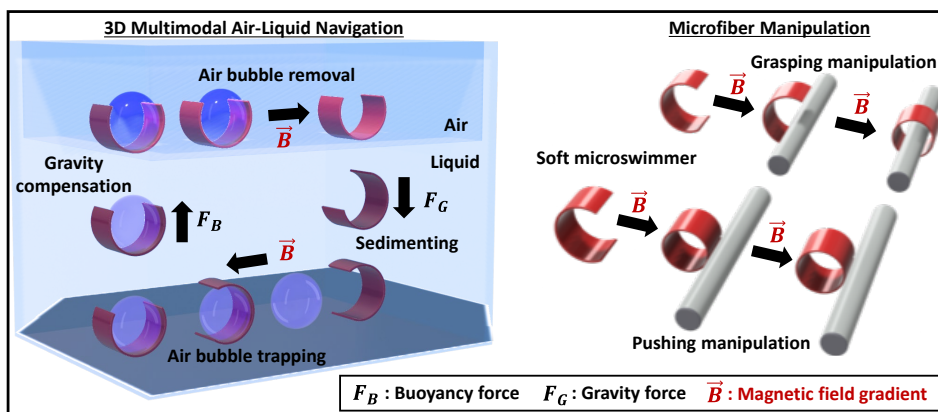 3D Multimodal Air-Liquid Navigation
Air bubble removal
B
Air
Liquid
Gravity
compensation
F_B
F_G
Sedimenting
B
Air bubble trapping
Microfiber Manipulation
Grasping manipulation
B
B
Soft microswimmer
B
B
Pushing manipulation
F_B : Buoyancy force F_G : Gravity force B : Magnetic field gradient